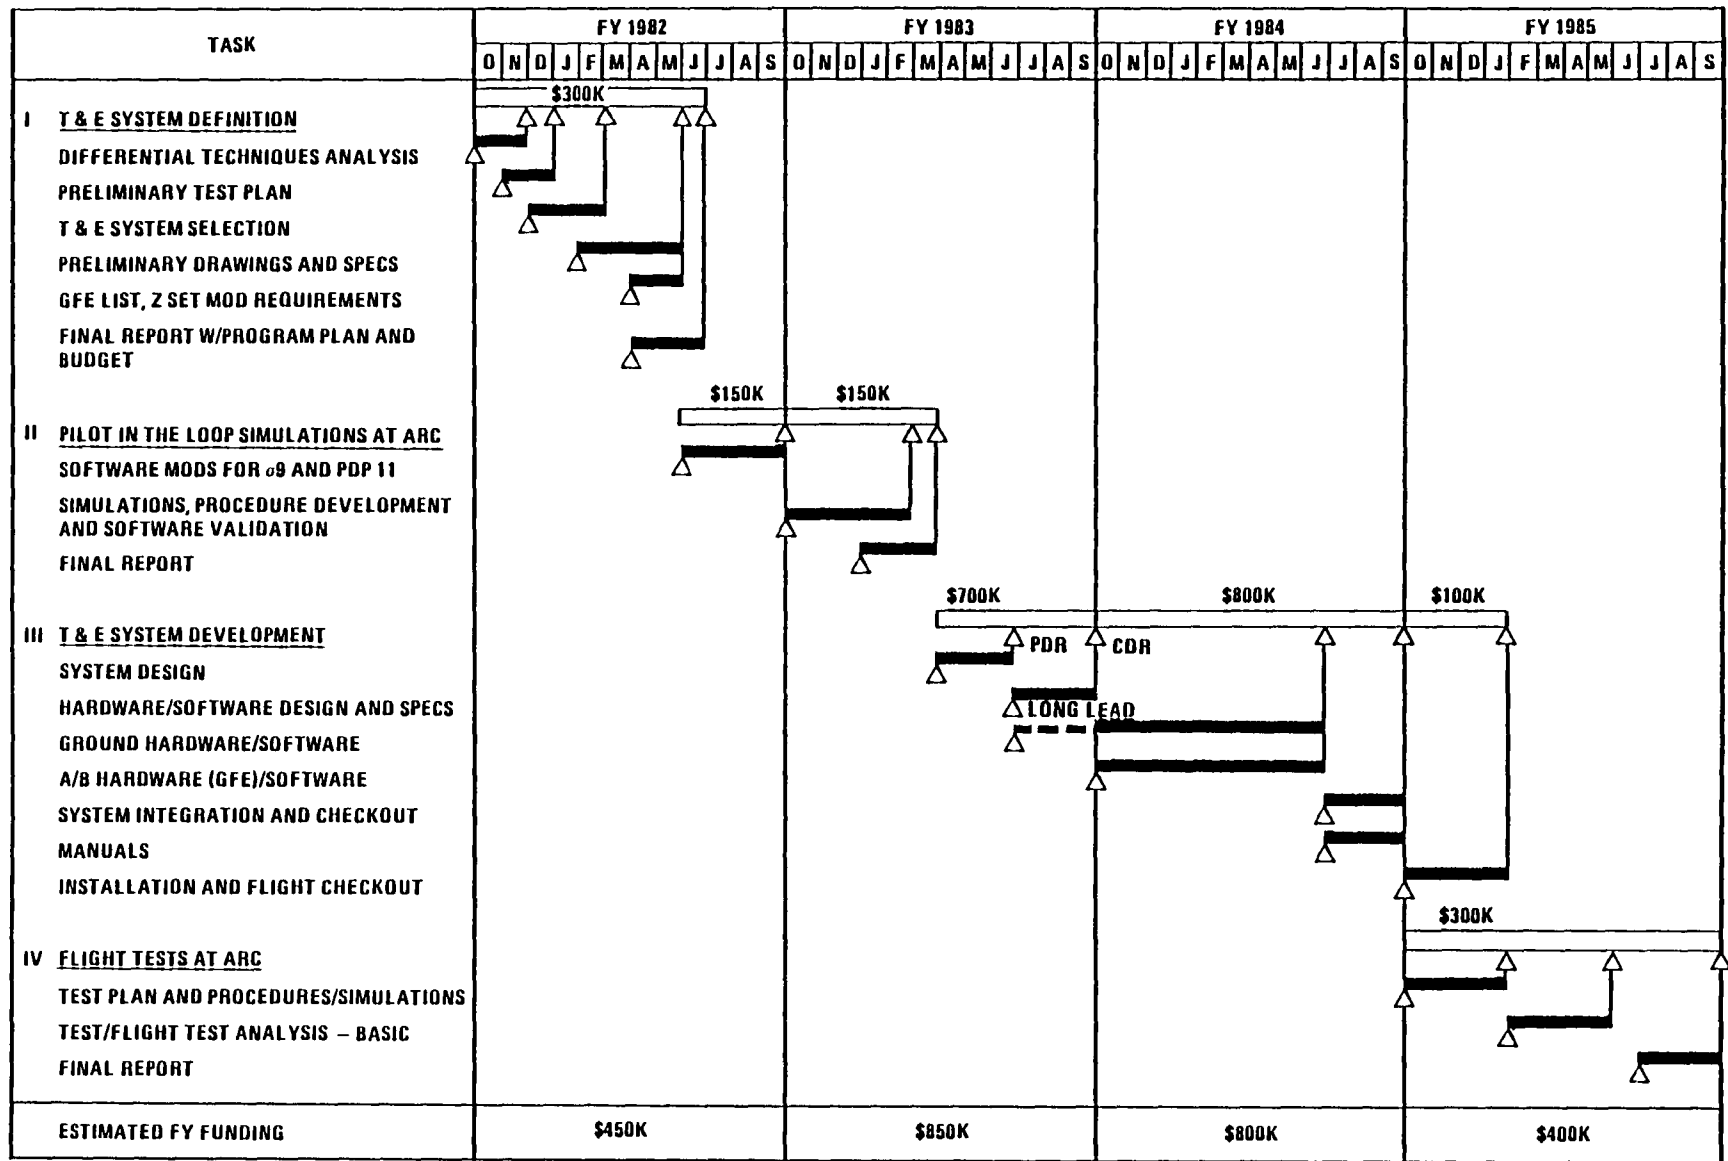 TASK
FY 1982 FY 1983 FY 1984 FY 1985
O N D J F M A M J J A S O N D J F M A M J J A S O N D J F M A M J J A S O N D J F M A M J J A S
$300K
I T & E SYSTEM DEFINITION
DIFFERENTIAL TECHNIQUES ANALYSIS
PRELIMINARY TEST PLAN
T & E SYSTEM SELECTION
PRELIMINARY DRAWINGS AND SPECS
GFE LIST, Z SET MOD REQUIREMENTS
FINAL REPORT W/PROGRAM PLAN AND
BUDGET
$150K $150K
II PILOT IN THE LOOP SIMULATIONS AT ARC
SOFTWARE MODS FOR σ9 AND PDP 11
SIMULATIONS, PROCEDURE DEVELOPMENT
AND SOFTWARE VALIDATION
FINAL REPORT
$700K $800K $100K
III T & E SYSTEM DEVELOPMENT
PDR CDR
SYSTEM DESIGN
HARDWARE/SOFTWARE DESIGN AND SPECS
LONG LEAD
GROUND HARDWARE/SOFTWARE
A/B HARDWARE (GFE)/SOFTWARE
SYSTEM INTEGRATION AND CHECKOUT
MANUALS
INSTALLATION AND FLIGHT CHECKOUT
$300K
IV FLIGHT TESTS AT ARC
TEST PLAN AND PROCEDURES/SIMULATIONS
TEST/FLIGHT TEST ANALYSIS – BASIC
FINAL REPORT
ESTIMATED FY FUNDING $450K $850K $800K $400K